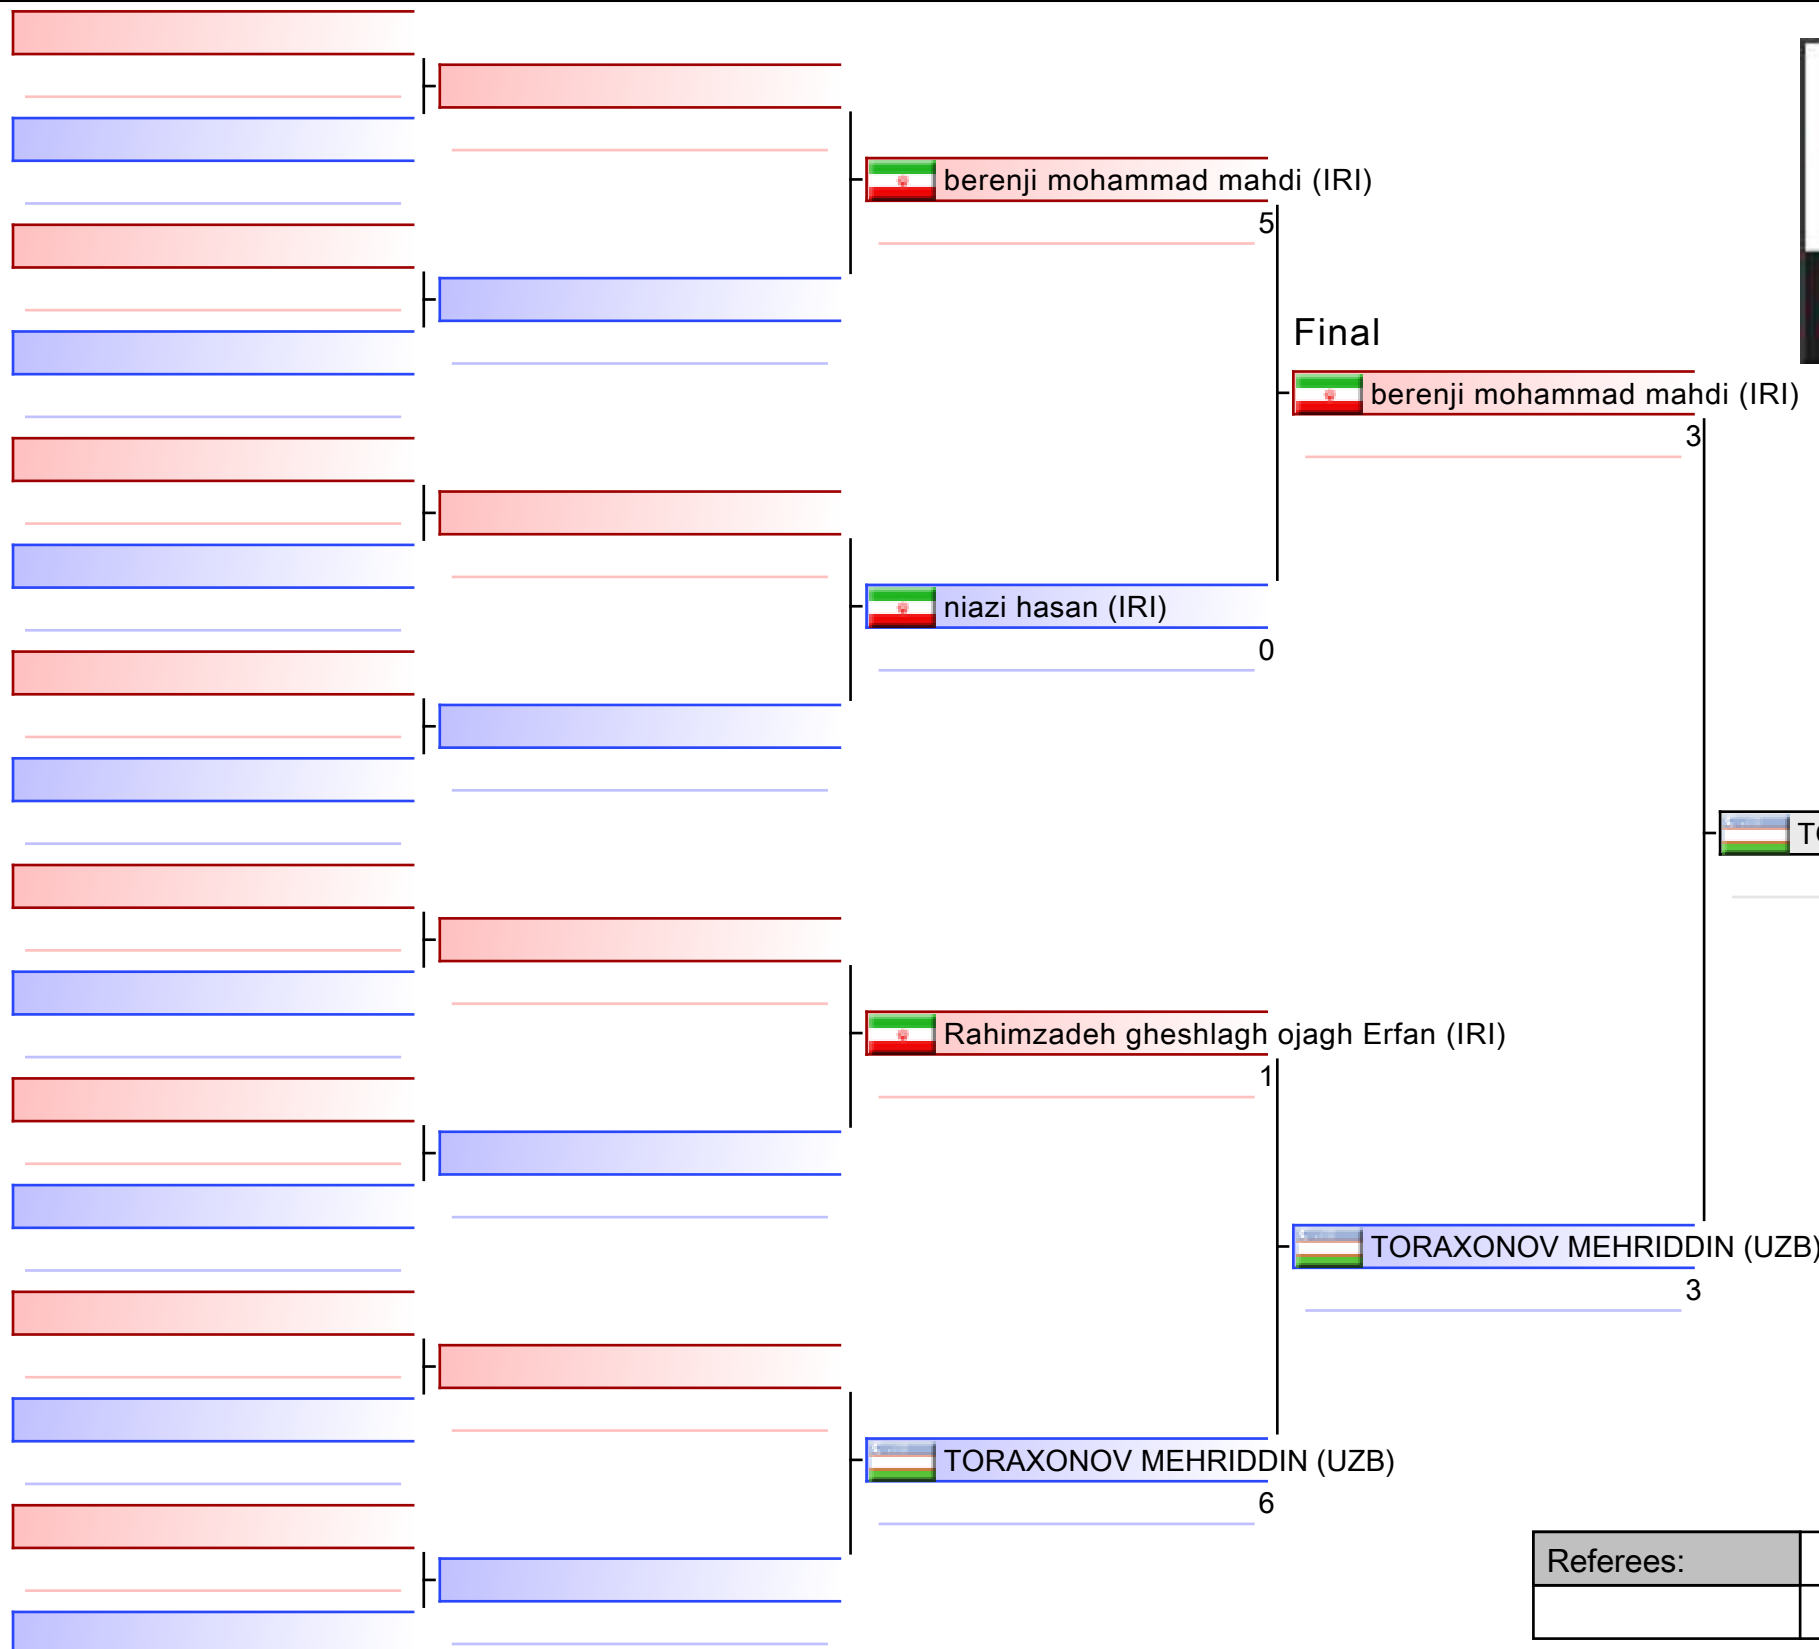 berenji mohammad mahdi (IRI)
5
Final
berenji mohammad mahdi (IRI)
3
niazi hasan (IRI)
0
Rahimzadeh gheshlagh ojagh Erfan (IRI)
1
TORAXONOV MEHRIDDIN (UZB)
3
TORAXONOV MEHRIDDIN (UZB)
6
Referees: